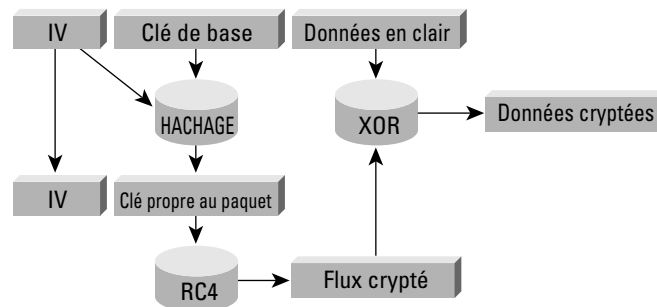 IV
Clé de base
Données en clair
HACHAGE
XOR
Données cryptées
IV
Clé propre au paquet
RC4
Flux crypté